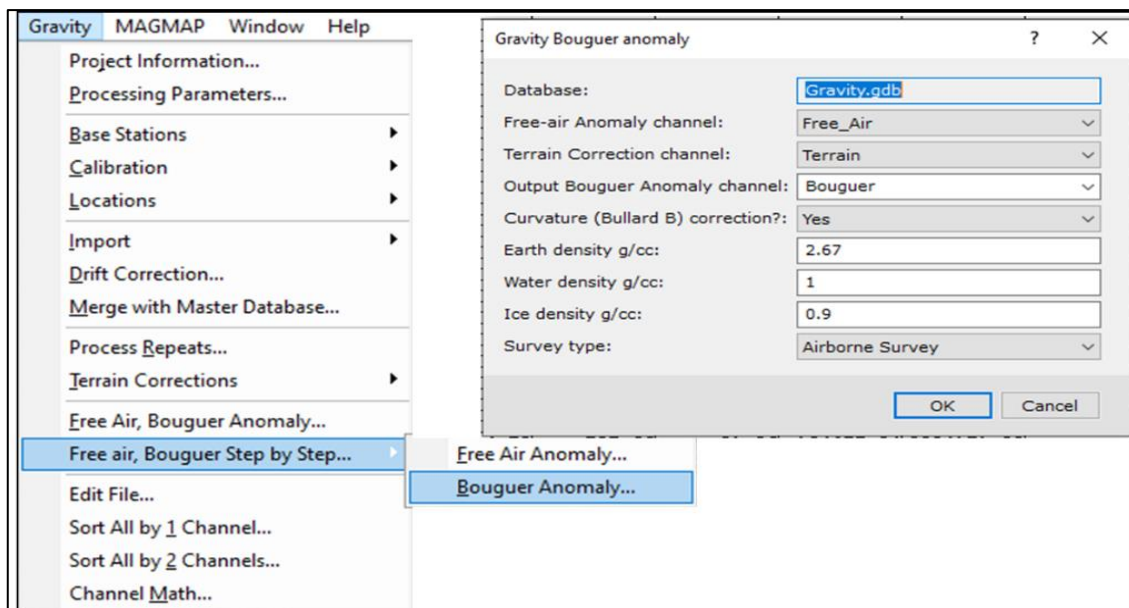 Gravity MAGMAP Window Help
Project Information...
Processing Parameters...
Base Stations
Calibration
Locations
Import
Drift Correction...
Merge with Master Database...
Process Repeats...
Terrain Corrections
Free Air, Bouguer Anomaly...
Free air, Bouguer Step by Step...
Edit File...
Sort All by 1 Channel...
Sort All by 2 Channels...
Channel Math...
Free Air Anomaly...
Bouguer Anomaly...
Gravity Bouguer anomaly ? ×
Database: Gravity.gdb
Free-air Anomaly channel: Free_Air
Terrain Correction channel: Terrain
Output Bouguer Anomaly channel: Bouguer
Curvature (Bullard B) correction?: Yes
Earth density g/cc: 2.67
Water density g/cc: 1
Ice density g/cc: 0.9
Survey type: Airborne Survey
OK Cancel